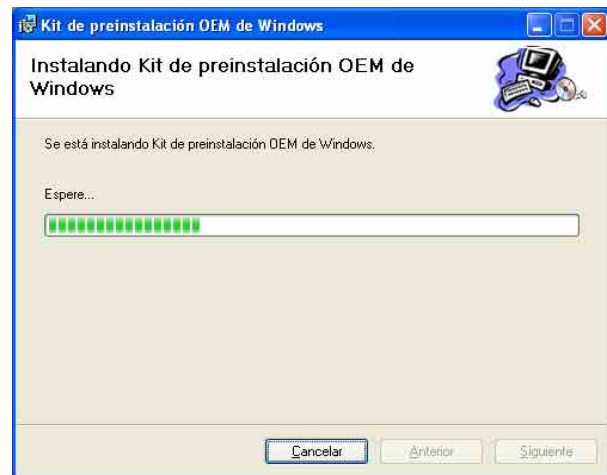 Kit de preinstalación OEM de Windows
Instalando Kit de preinstalación OEM de
Windows
Se está instalando Kit de preinstalación OEM de Windows.
Espere...
Cancelar
Anterior
Siguiente